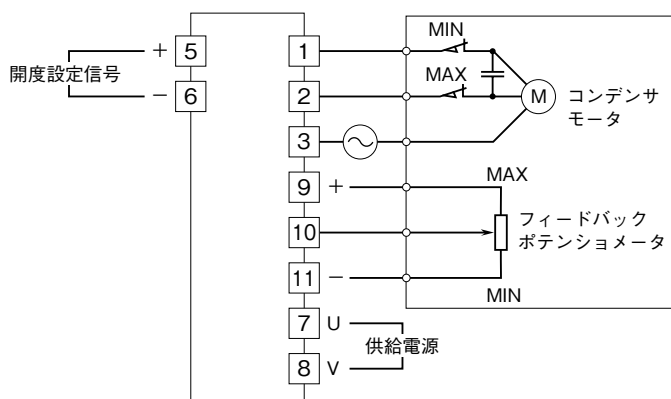 MIN
+ 5
1
開度設定信号
MAX
− 6
2
M
コンデンサ
モータ
3
9 +
MAX
10
フィードバック
ポテンショメータ
11 −
MIN
7 U
供給電源
8 V